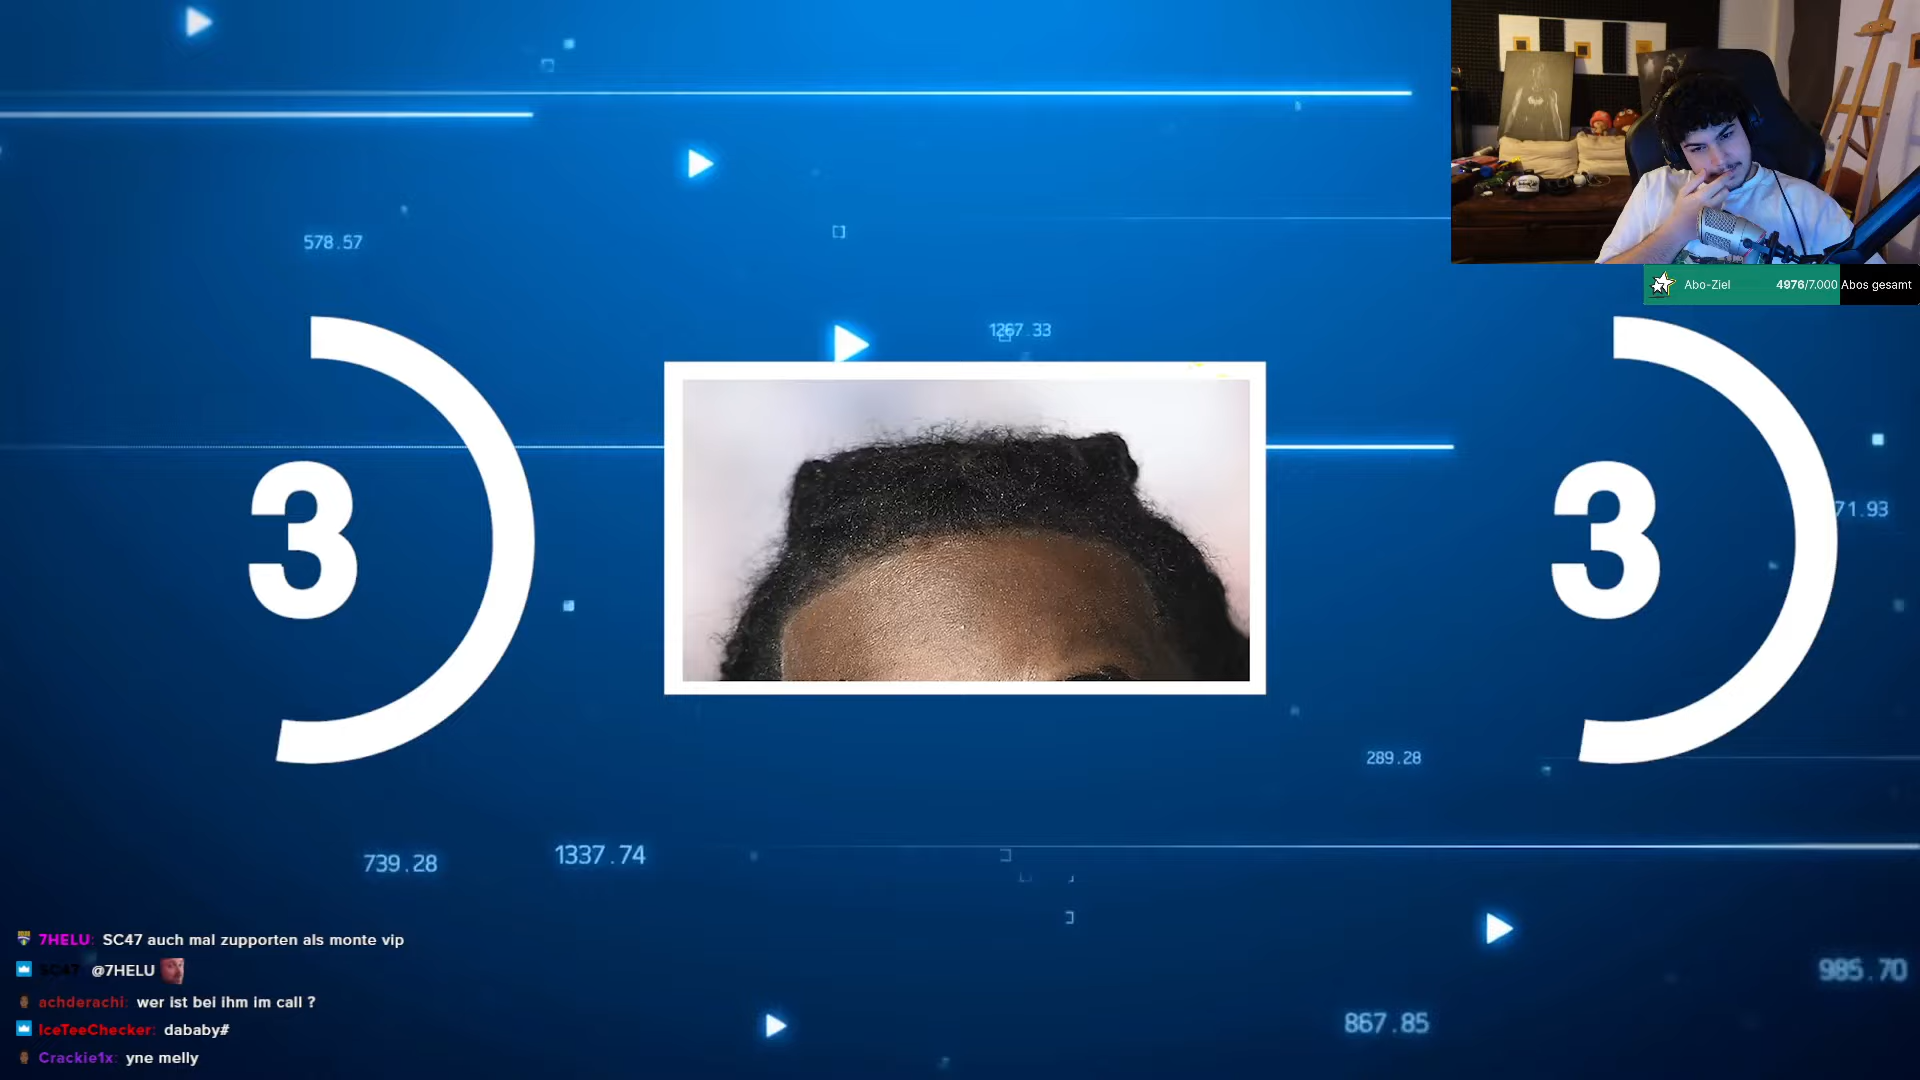 578.57
1267.33
Abo-Ziel 4976/7.000 Abos gesamt
3
3
71.93
289.28
739.28
1337.74
985.70
867.85
7HELU: SC47 auch mal zupporten als monte vip
SC47 @7HELU
achderachi: wer ist bei ihm im call ?
IceTeeChecker: dababy#
Crackie1x: yne melly